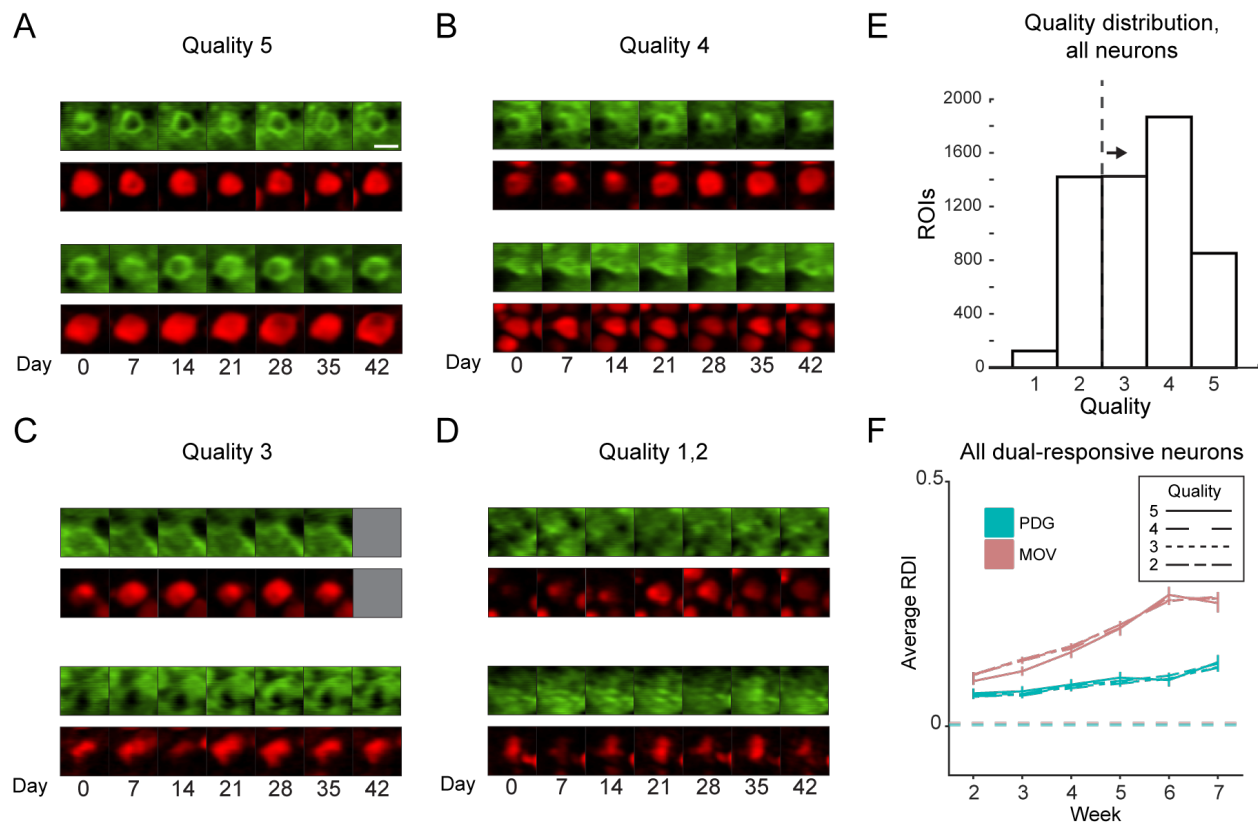 A
Quality 5
Day 0 7 14 21 28 35 42
B
Quality 4
0 7 14 21 28 35 42
C
Quality 3
Day 0 7 14 21 28 35 42
D
Quality 1,2
Day 0 7 14 21 28 35 42
E
Quality distribution,
all neurons
ROIs
2000
1600
1200
800
400
0
1 2 3 4 5
Quality
F
All dual-responsive neurons
Average RDI
0.5
0
PDG
MOV
Quality
5
4
3
2
2 3 4 5 6 7
Week